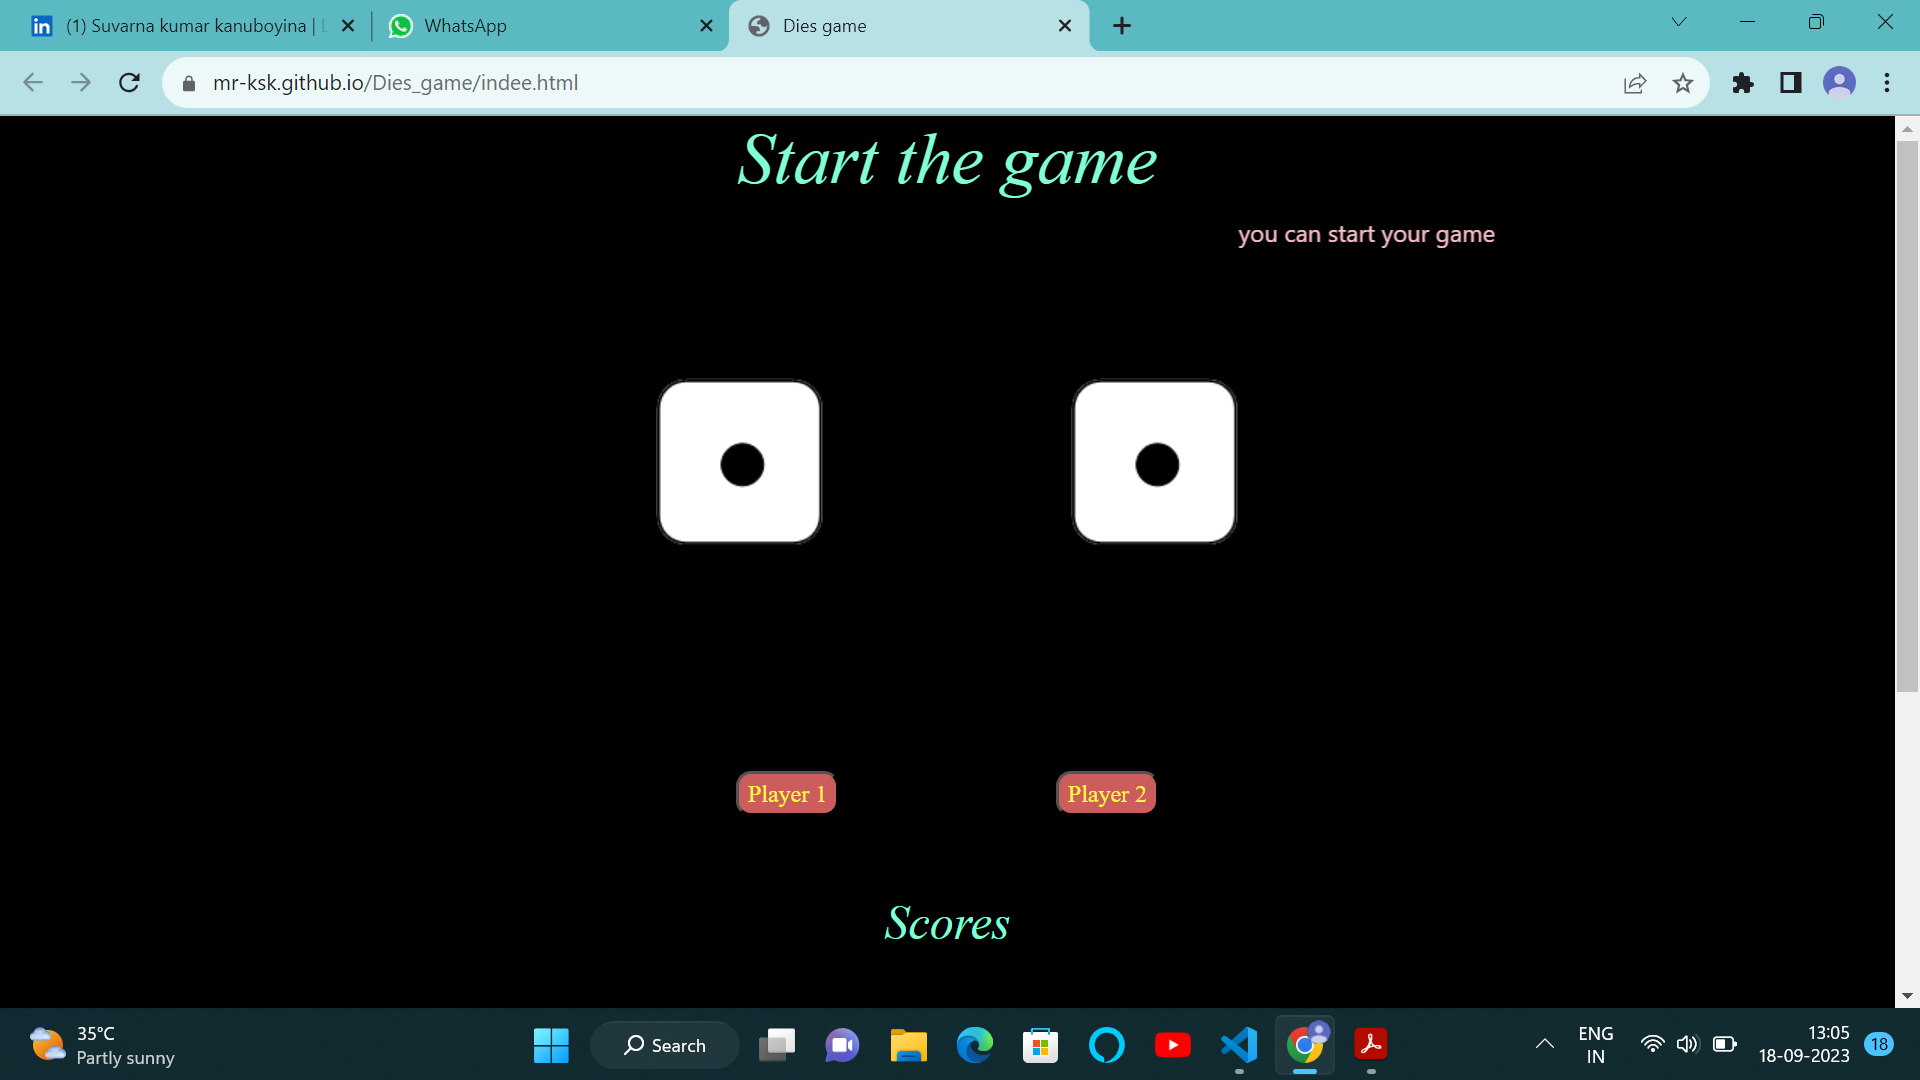 (1) Suvarna kumar kanuboyina |
WhatsApp
Dies game
mr-ksk.github.io/Dies_game/indee.html
Start the game
you can start your game
Player 1
Player 2
Scores
35°C
Partly sunny
Search
ENG
IN
13:05
18-09-2023
18